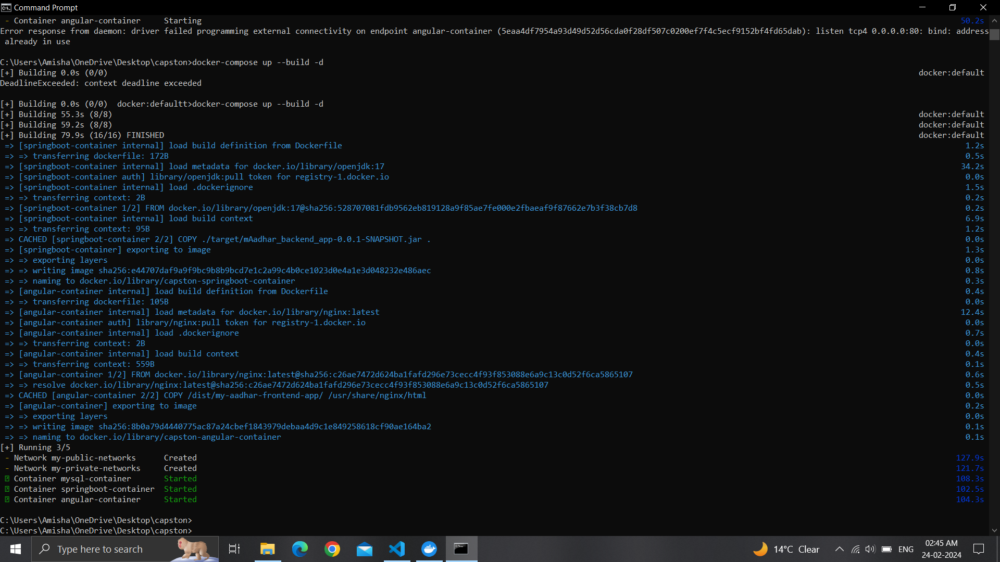 Command Prompt
- Container angular-container Starting 50.2s
Error response from daemon: driver failed programming external connectivity on endpoint angular-container (5eaa4df7954a93d49d52d56cda0f28df507c0200ef7f4c5ecf9152bf4fd65dab): listen tcp4 0.0.0.0:80: bind: address
already in use
C:\Users\Amisha\OneDrive\Desktop\capston>docker-compose up --build -d
[+] Building 0.0s (0/0) docker:default
DeadlineExceeded: context deadline exceeded
[+] Building 0.0s (0/0) docker:defaultt>docker-compose up --build -d
[+] Building 55.3s (8/8) docker:default
[+] Building 59.2s (8/8) docker:default
[+] Building 79.9s (16/16) FINISHED docker:default
=> [springboot-container internal] load build definition from Dockerfile 1.2s
=> => transferring dockerfile: 172B 0.5s
=> [springboot-container internal] load metadata for docker.io/library/openjdk:17 34.2s
=> [springboot-container auth] library/openjdk:pull token for registry-1.docker.io 0.0s
=> [springboot-container internal] load .dockerignore 1.5s
=> => transferring context: 2B 0.2s
=> [springboot-container 1/2] FROM docker.io/library/openjdk:17@sha256:528707081fdb9562eb819128a9f85ae7fe000e2fbaeaf9f87662e7b3f38cb7d8 0.2s
=> [springboot-container internal] load build context 6.9s
=> => transferring context: 95B 1.2s
=> CACHED [springboot-container 2/2] COPY ./target/mAadhar_backend_app-0.0.1-SNAPSHOT.jar . 0.0s
=> [springboot-container] exporting to image 1.3s
=> => exporting layers 0.0s
=> => writing image sha256:e44707daf9a9f9bc9b8b9bcd7e1c2a99c4b0ce1023d0e4a1e3d048232e486aec 0.8s
=> => naming to docker.io/library/capston-springboot-container 0.3s
=> [angular-container internal] load build definition from Dockerfile 0.4s
=> => transferring dockerfile: 105B 0.0s
=> [angular-container internal] load metadata for docker.io/library/nginx:latest 12.4s
=> [angular-container auth] library/nginx:pull token for registry-1.docker.io 0.0s
=> [angular-container internal] load .dockerignore 0.7s
=> => transferring context: 2B 0.0s
=> [angular-container internal] load build context 0.4s
=> => transferring context: 559B 0.1s
=> [angular-container 1/2] FROM docker.io/library/nginx:latest@sha256:c26ae7472d624ba1fafd296e73cecc4f93f853088e6a9c13c0d52f6ca5865107 0.6s
=> => resolve docker.io/library/nginx:latest@sha256:c26ae7472d624ba1fafd296e73cecc4f93f853088e6a9c13c0d52f6ca5865107 0.5s
=> CACHED [angular-container 2/2] COPY /dist/my-aadhar-frontend-app/ /usr/share/nginx/html 0.0s
=> [angular-container] exporting to image 0.2s
=> => exporting layers 0.0s
=> => writing image sha256:8b0a79d4440775ac87a24cbef1843979debaa4d9c1e849258618cf90ae164ba2 0.1s
=> => naming to docker.io/library/capston-angular-container 0.1s
[+] Running 3/5
- Network my-public-networks Created 127.9s
- Network my-private-networks Created 121.7s
Container mysql-container Started 108.3s
Container springboot-container Started 102.5s
Container angular-container Started 104.3s
C:\Users\Amisha\OneDrive\Desktop\capston>
C:\Users\Amisha\OneDrive\Desktop\capston>
Type here to search
14°C Clear
ENG
02:45 AM
24-02-2024